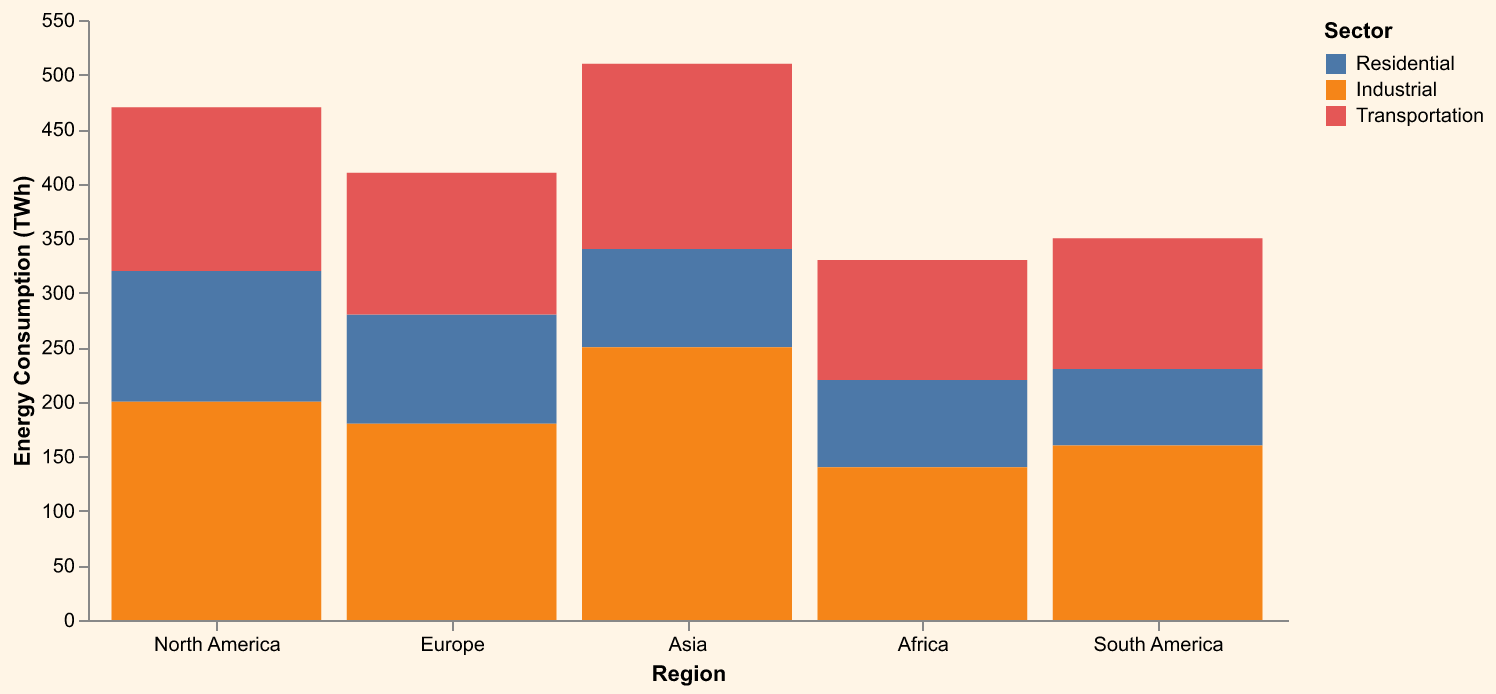 550
500
450
400
350
300
250
200
150
100
50
0
Energy Consumption (TWh)
North America
Europe
Asia
Africa
South America
Region
Sector
Residential
Industrial
Transportation